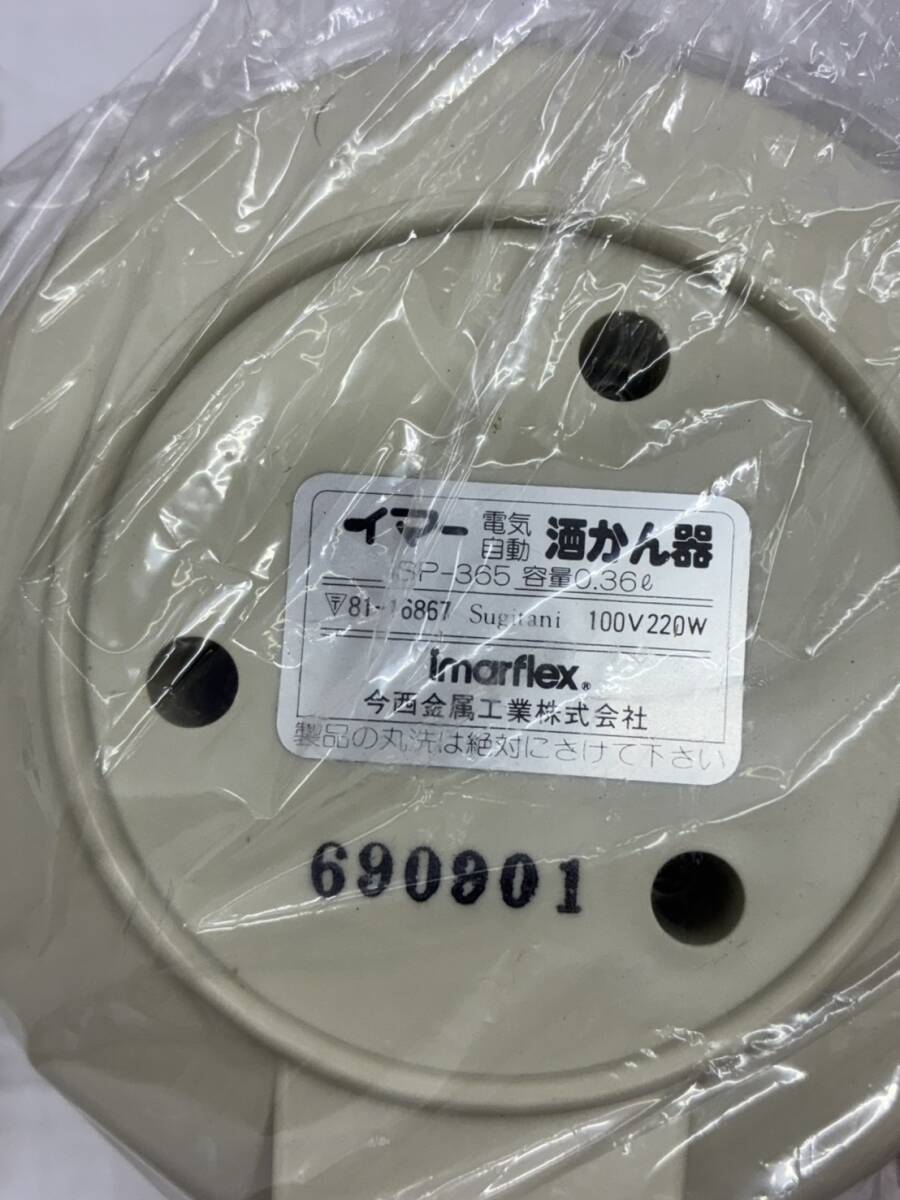 イマー 電気自動 酒かん器
SP-365 容量0.36ℓ
〒81-16867 Sugitani 100V220W
imarflex®
今西金属工業株式会社
製品の丸洗は絶対にさけて下さい
690901